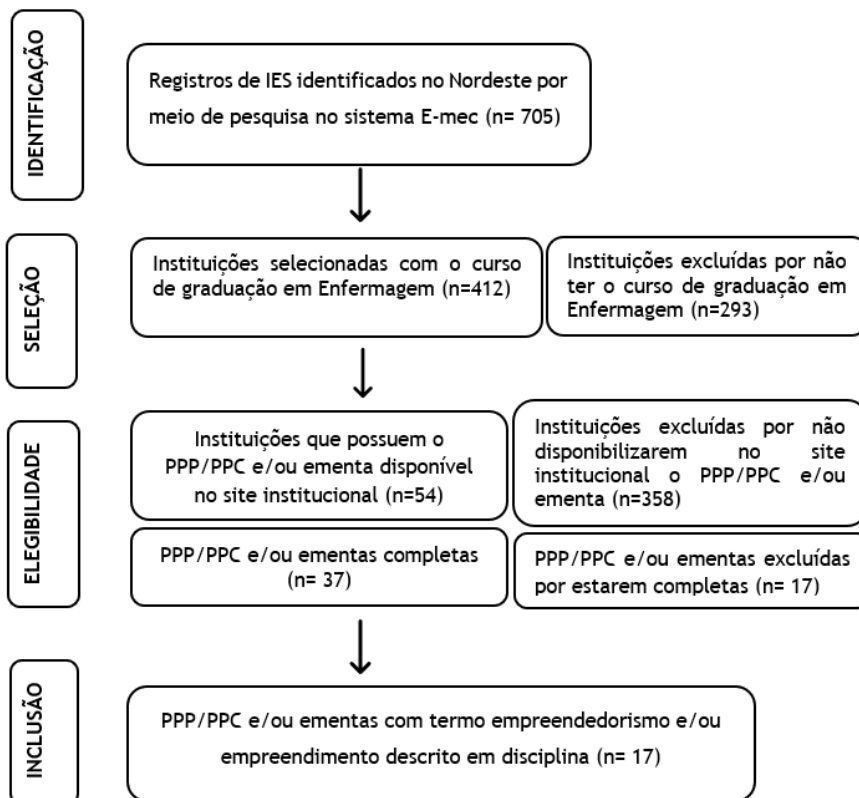 IDENTIFICAÇÃO
Registros de IES identificados no Nordeste por
meio de pesquisa no sistema E-mec (n= 705)
SELEÇÃO
Instituições selecionadas com o curso
de graduação em Enfermagem (n=412)
Instituições excluídas por não
ter o curso de graduação em
Enfermagem (n=293)
ELEGIBILIDADE
Instituições que possuem o
PPP/PPC e/ou ementa disponível
no site institucional (n=54)
Instituições excluídas por não
disponibilizarem no site
institucional o PPP/PPC e/ou
ementa (n=358)
PPP/PPC e/ou ementas completas
(n= 37)
PPP/PPC e/ou ementas excluídas
por estarem completas (n= 17)
INCLUSÃO
PPP/PPC e/ou ementas com termo empreendedorismo e/ou
empreendimento descrito em disciplina (n= 17)